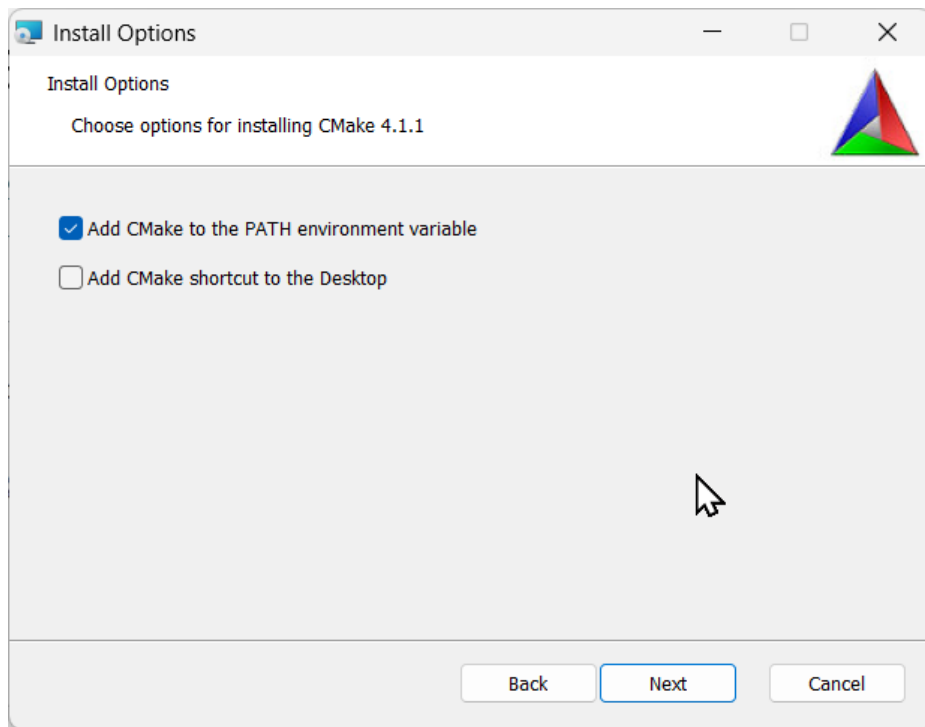 Install Options
Install Options
Choose options for installing CMake 4.1.1
Add CMake to the PATH environment variable
Add CMake shortcut to the Desktop
Back
Next
Cancel